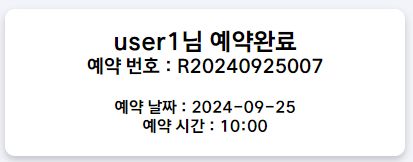 user1님 예약완료
예약 번호 : R20240925007
예약 날짜 : 2024-09-25
예약 시간 : 10:00